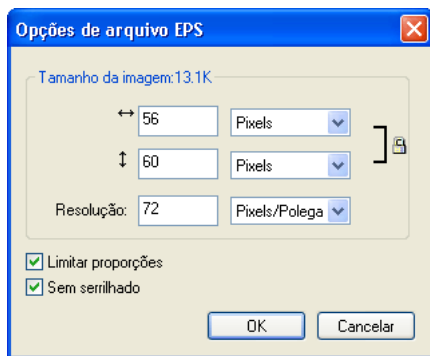 Opções de arquivo EPS
Tamanho da imagem:13.1K
56 Pixels
60 Pixels
Resolução: 72 Pixels/Polega
Limitar proporções
Sem serrilhado
OK Cancelar